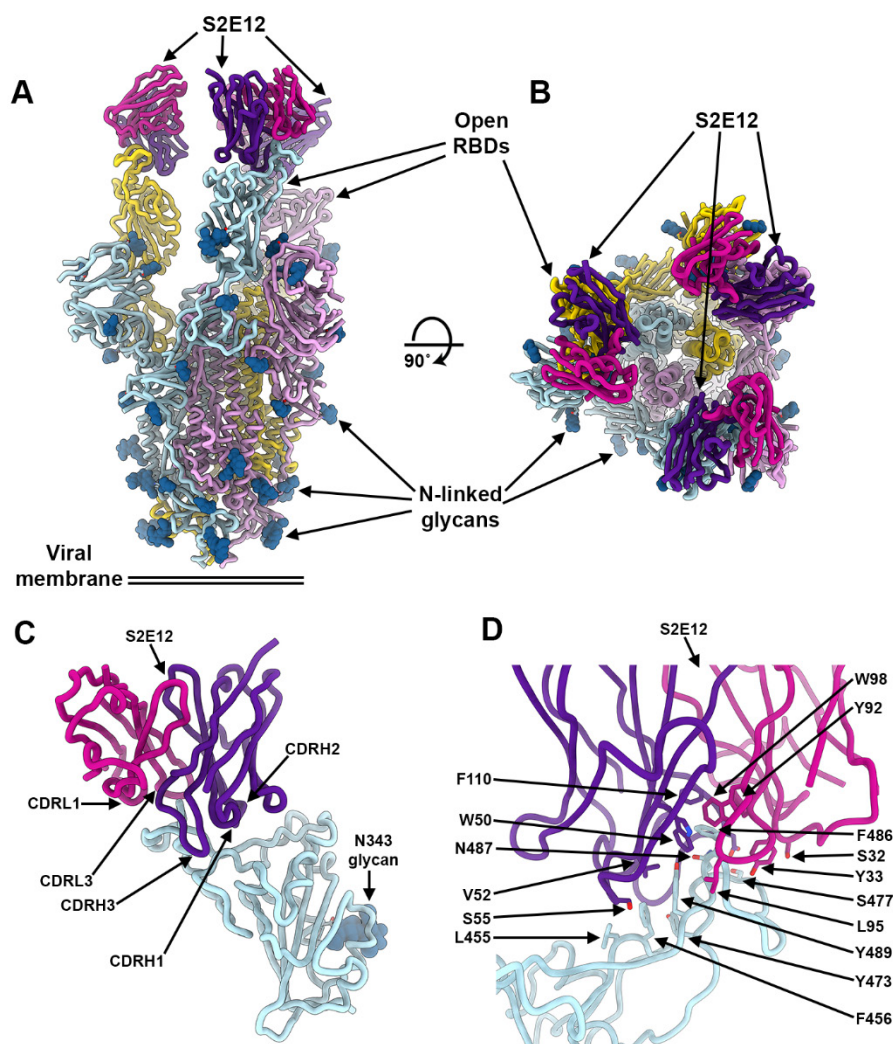 S2E12
A
B
Open
RBDs
S2E12
90°
N-linked
glycans
Viral
membrane
C
S2E12
CDRH2
CDRL1
N343
glycan
CDRL3
CDRH3
CDRH1
D
S2E12
W98
Y92
F110
W50
N487
V52
S55
L455
F486
S32
Y33
S477
L95
Y489
Y473
F456